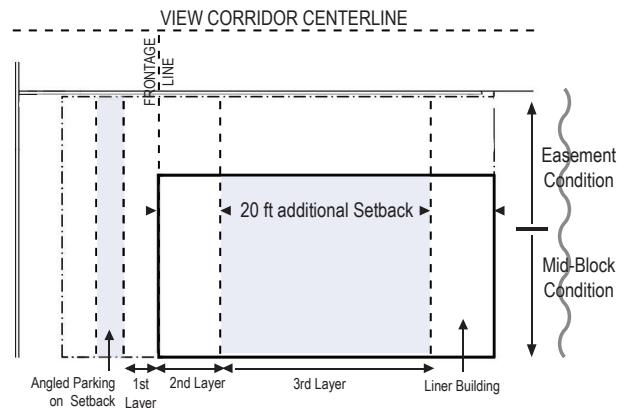 VIEW CORRIDOR CENTERLINE
FRONTAGE
LINE
Easement
Condition
20 ft additional Setback
Mid-Block
Condition
Angled Parking
on Setback
1st
Layer
2nd Layer
3rd Layer
Liner Building